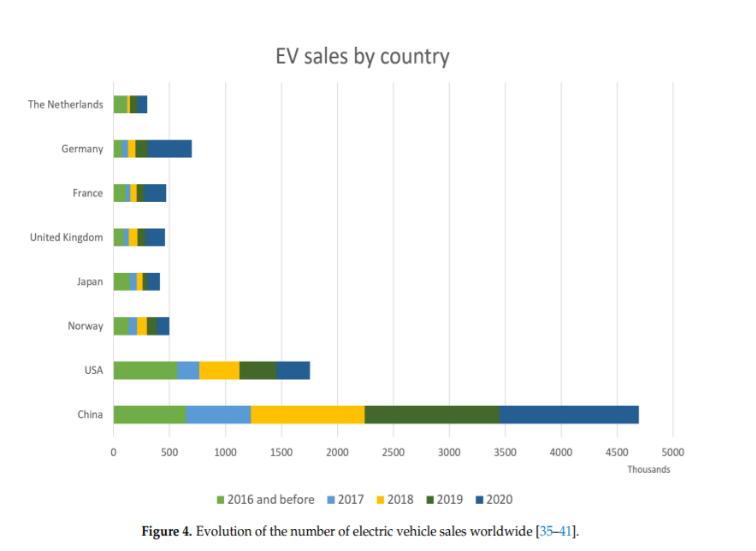 EV sales by country
The Netherlands
Germany
France
United Kingdom
Japan
Norway
USA
China
0 500 1000 1500 2000 2500 3000 3500 4000 4500 5000
Thousands
2016 and before 2017 2018 2019 2020
Figure 4. Evolution of the number of electric vehicle sales worldwide [35–41].